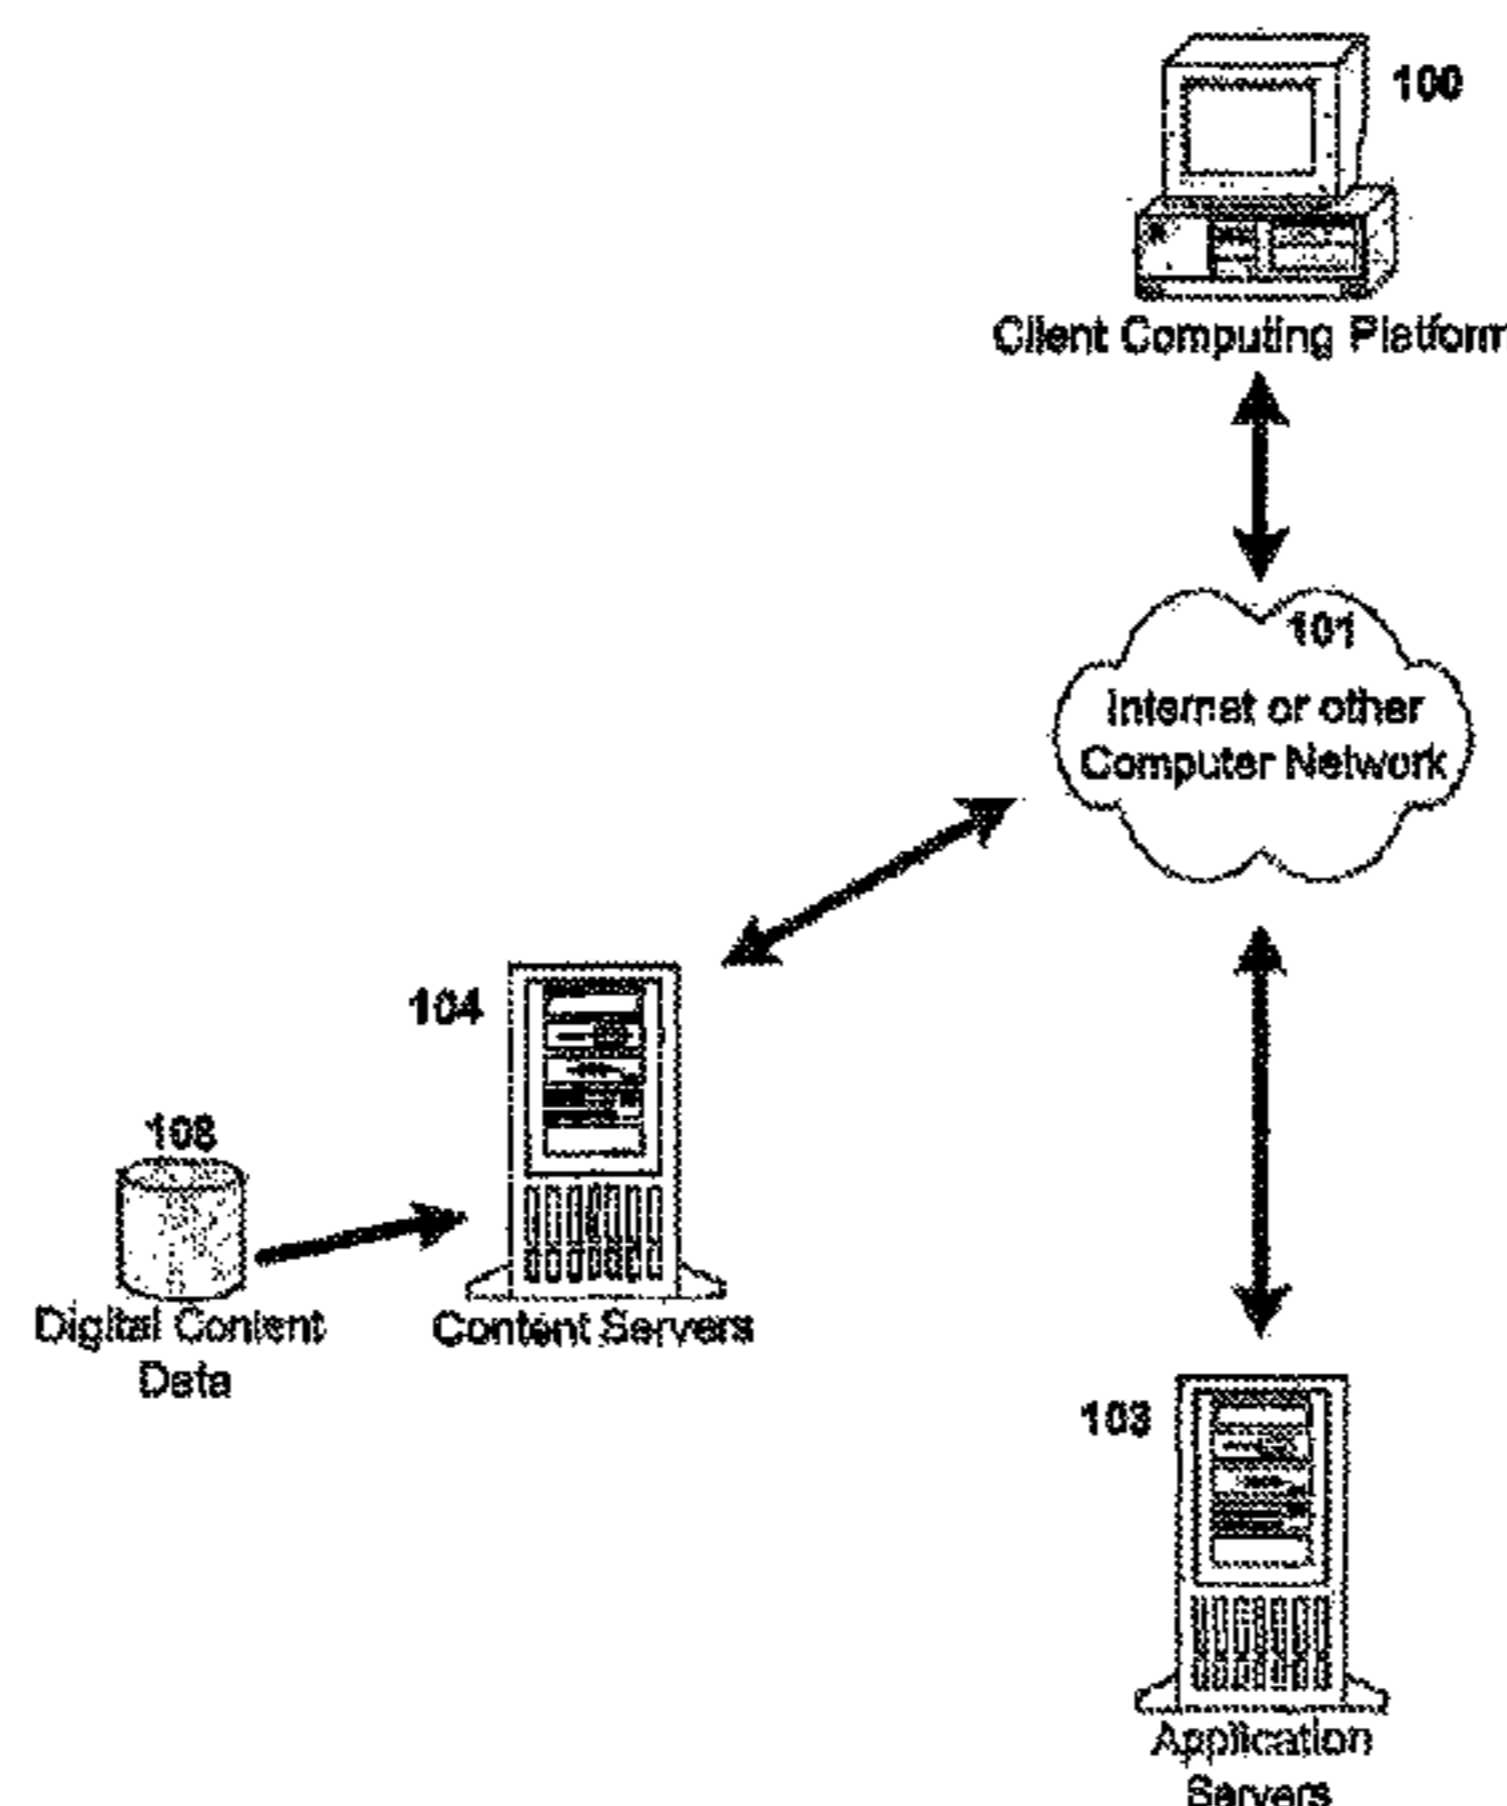 100
Client Computing Platform
101
Internet or other
Computer Network
104
108
Digital Content
Data
Content Servers
103
Application
Servers